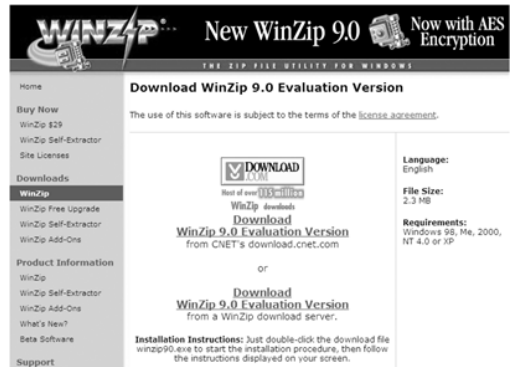 WINZIP
New WinZip 9.0
Now with AES
Encryption
THE ZIP FILE UTILITY FOR WINDOWS
Home
Buy Now
WinZip $29
WinZip Self-Extractor
Site Licenses
Downloads
WinZip
WinZip Free Upgrade
WinZip Self-Extractor
WinZip Add-Ons
Product Information
WinZip
WinZip Self-Extractor
WinZip Add-Ons
What's New?
Beta Software
Support
Download WinZip 9.0 Evaluation Version
The use of this software is subject to the terms of the license agreement.
DOWNLOAD
.COM
Host of over 115 million
WinZip downloads
Download
WinZip 9.0 Evaluation Version
from CNET's download.cnet.com
or
Download
WinZip 9.0 Evaluation Version
from a WinZip download server.
Installation Instructions: Just double-click the download file
winzip90.exe to start the installation procedure, then follow
the instructions displayed on your screen.
Language:
English
File Size:
2.3 MB
Requirements:
Windows 98, Me, 2000,
NT 4.0 or XP